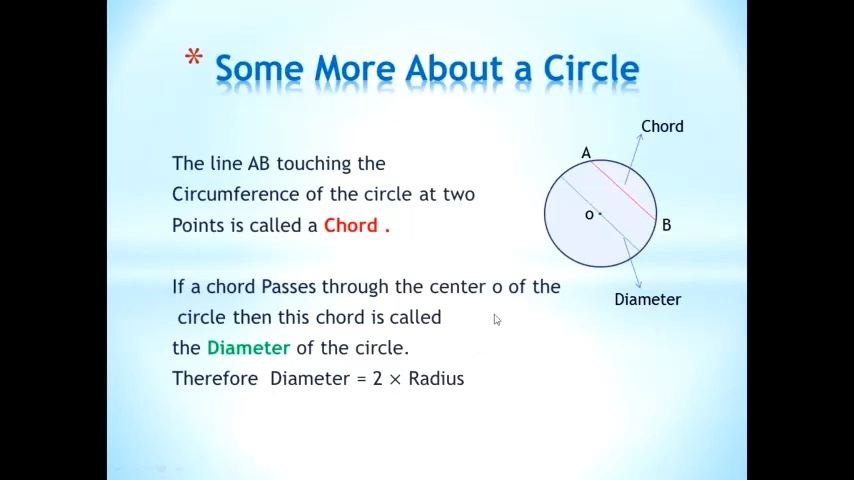 * Some More About a Circle
Chord
A
The line AB touching the
Circumference of the circle at two
Points is called a Chord .
o
B
If a chord Passes through the center o of the
circle then this chord is called
the Diameter of the circle.
Therefore Diameter = 2 × Radius
Diameter